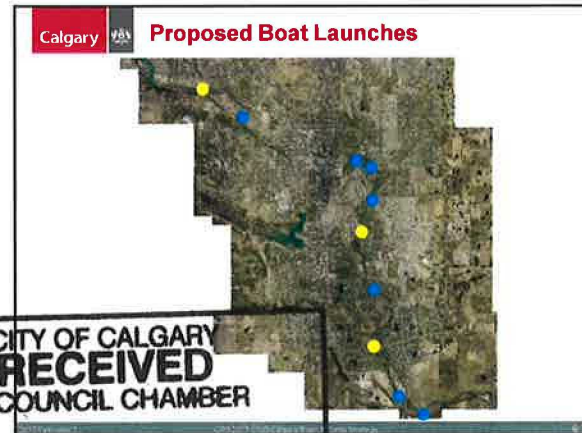 Calgary
Proposed Boat Launches
CITY OF CALGARY
RECEIVED
COUNCIL CHAMBER